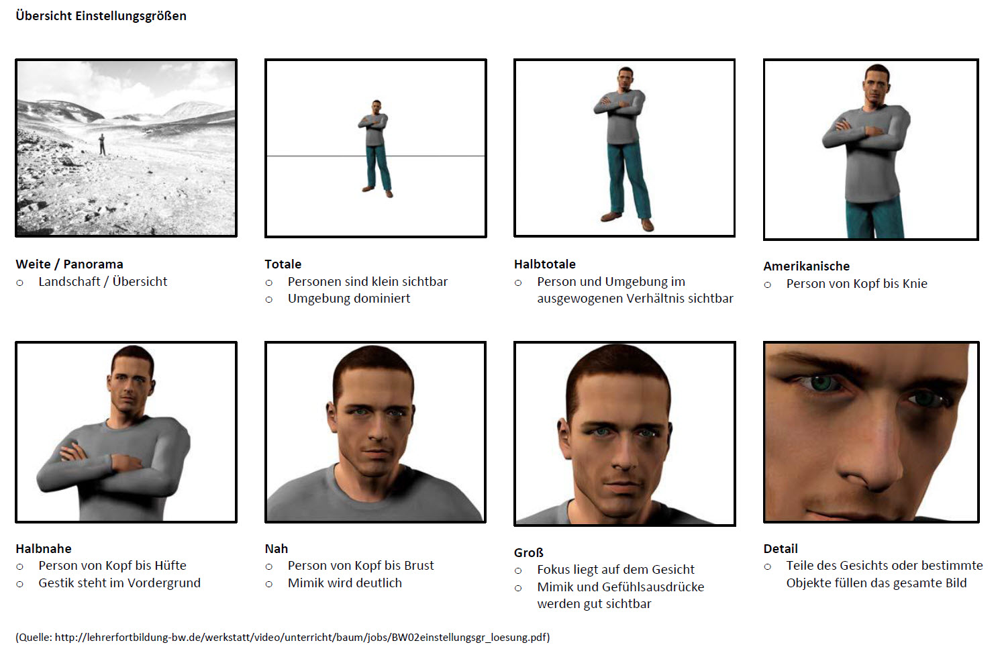 Übersicht Einstellungsgrößen
Weite / Panorama
o Landschaft / Übersicht
Totale
o Personen sind klein sichtbar
o Umgebung dominiert
Halbtotale
o Person und Umgebung im
ausgewogenen Verhältnis sichtbar
Amerikanische
o Person von Kopf bis Knie
Halbnahe
o Person von Kopf bis Hüfte
o Gestik steht im Vordergrund
Nah
o Person von Kopf bis Brust
o Mimik wird deutlich
Groß
o Fokus liegt auf dem Gesicht
o Mimik und Gefühlsausdrücke
werden gut sichtbar
Detail
o Teile des Gesichts oder bestimmte
Objekte füllen das gesamte Bild
(Quelle: http://lehrerfortbildung-bw.de/werkstatt/video/unterricht/baum/jobs/BW02einstellungsgr_loesung.pdf)